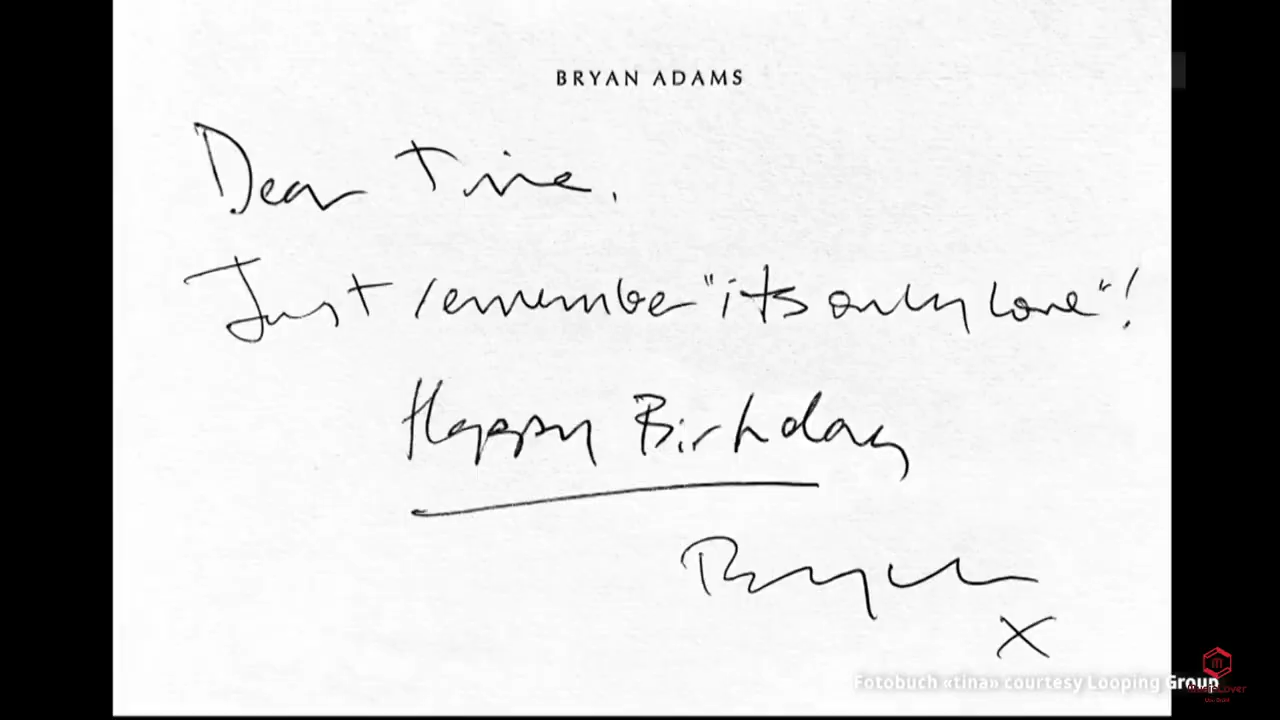 BRYAN ADAMS
Dear Tina,
Just remember "its only love"!
Happy Birthday
Bryan
X
Fotobuch «tina» courtesy Looping Group